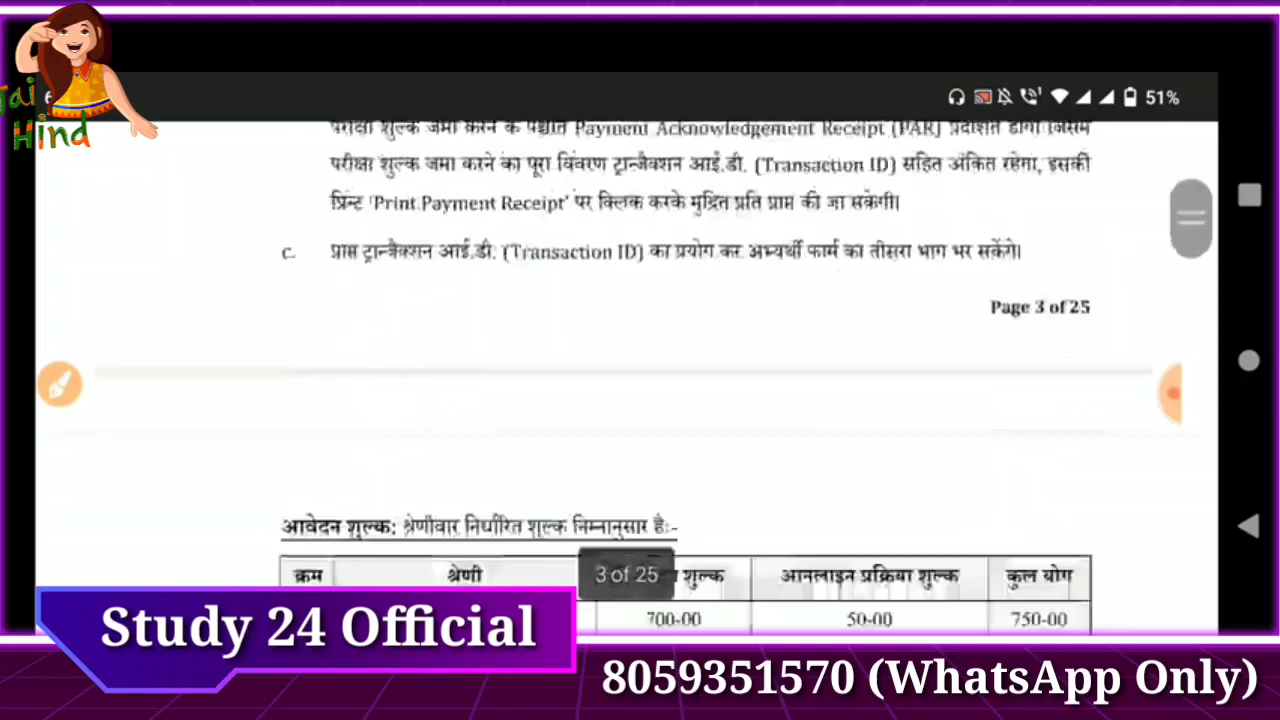 Jai
Hind
51%
परीक्षा शुल्क जमा करने के पश्चात Payment Acknowledgement Receipt (PAR) प्रदर्शित होगी जिसमें
परीक्षा शुल्क जमा करने का पूरा विवरण ट्रान्जैक्शन आई.डी. (Transaction ID) सहित अंकित रहेगा, इसकी
प्रिन्ट 'Print Payment Receipt' पर क्लिक करके मुद्रित प्रति प्राप्त की जा सकेगी।
c. प्राप्त ट्रान्जैक्शन आई.डी. (Transaction ID) का प्रयोग कर अभ्यर्थी फार्म का तीसरा भाग भर सकेंगे।
Page 3 of 25
आवेदन शुल्क: श्रेणीवार निर्धारित शुल्क निम्नानुसार है:-
क्रम श्रेणी शुल्क आनलाइन प्रक्रिया शुल्क कुल योग
3 of 25
700-00 50-00 750-00
Study 24 Official
8059351570 (WhatsApp Only)